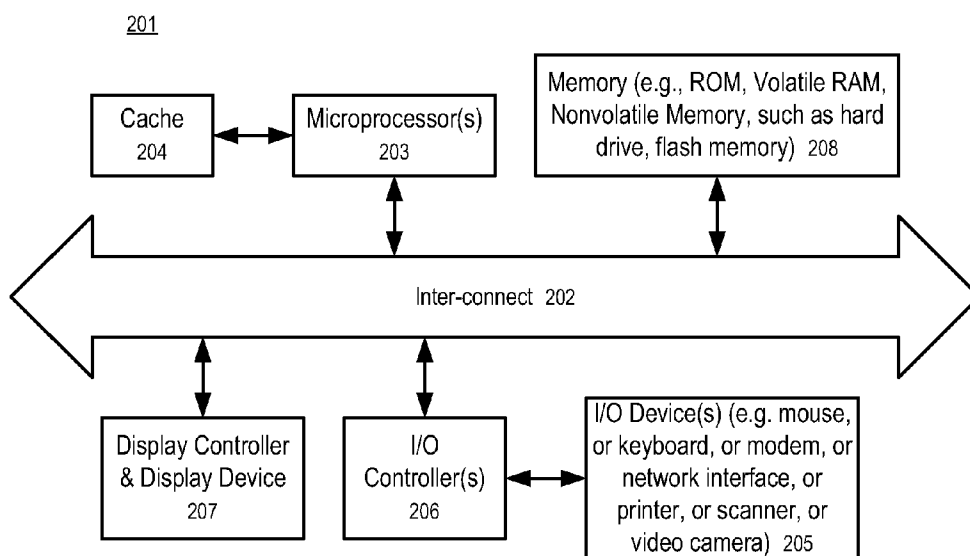 201
Cache
204
Microprocessor(s)
203
Memory (e.g., ROM, Volatile RAM,
Nonvolatile Memory, such as hard
drive, flash memory) 208
Inter-connect 202
Display Controller
& Display Device
207
I/O
Controller(s)
206
I/O Device(s) (e.g. mouse,
or keyboard, or modem, or
network interface, or
printer, or scanner, or
video camera) 205